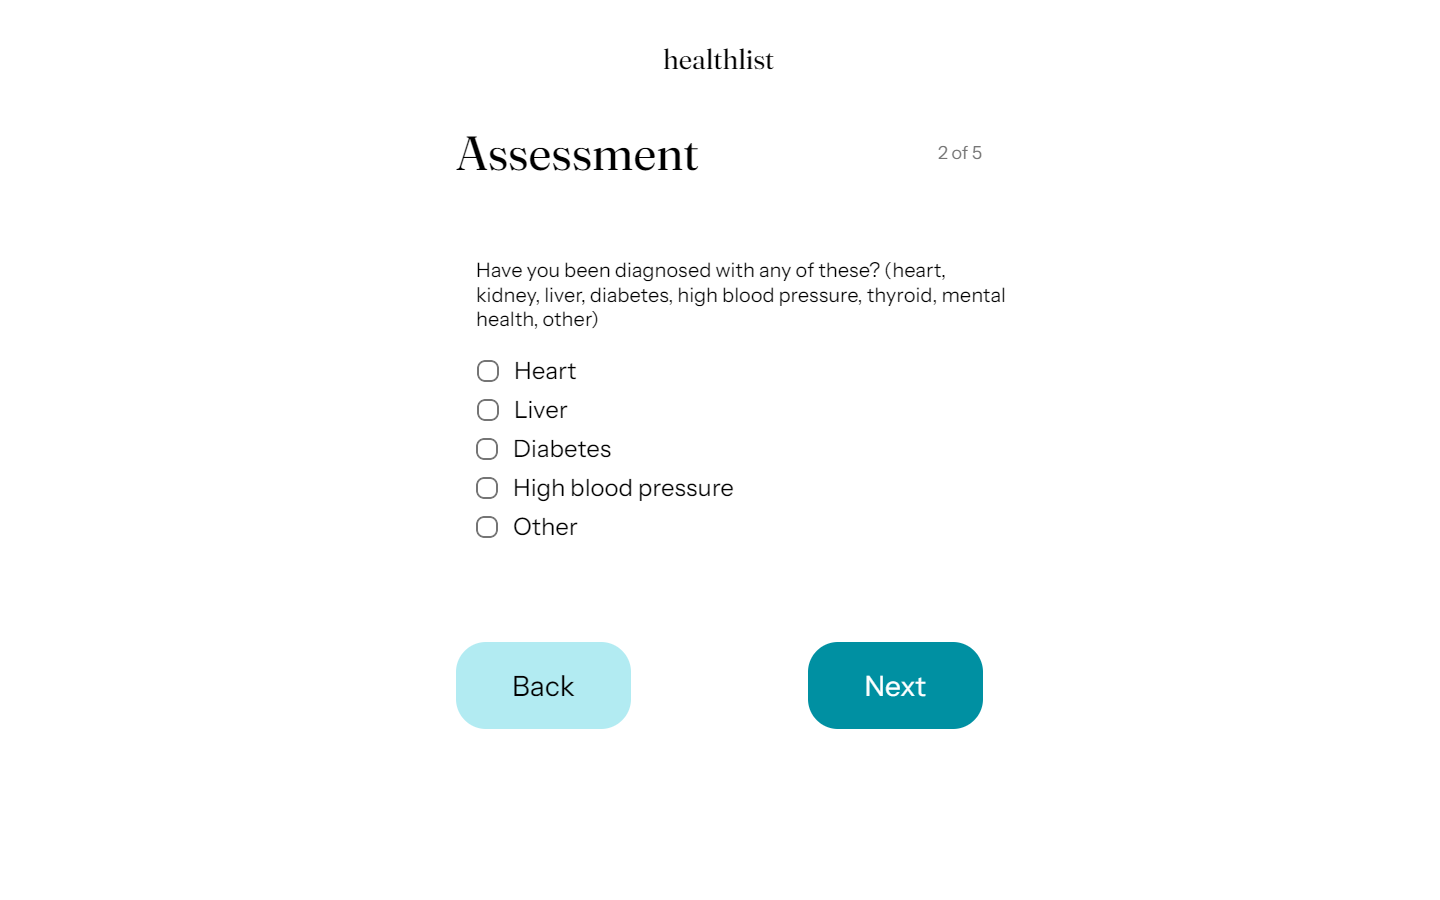 healthlist
Assessment
2 of 5
Have you been diagnosed with any of these? (heart,
kidney, liver, diabetes, high blood pressure, thyroid, mental
health, other)
Heart
Liver
Diabetes
High blood pressure
Other
Back
Next